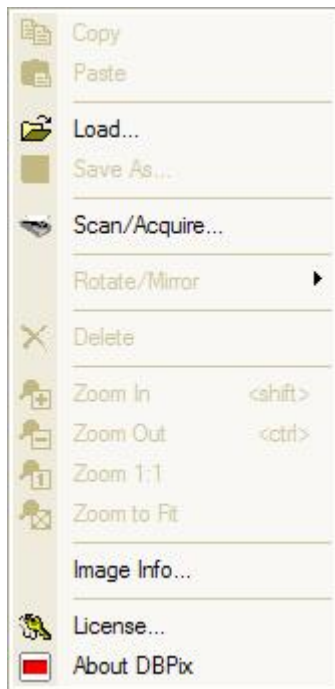 Copy
Paste
Load...
Save As...
Scan/Acquire...
Rotate/Mirror
Delete
Zoom In <shift>
Zoom Out <ctrl>
Zoom 1:1
Zoom to Fit
Image Info...
License...
About DBPix